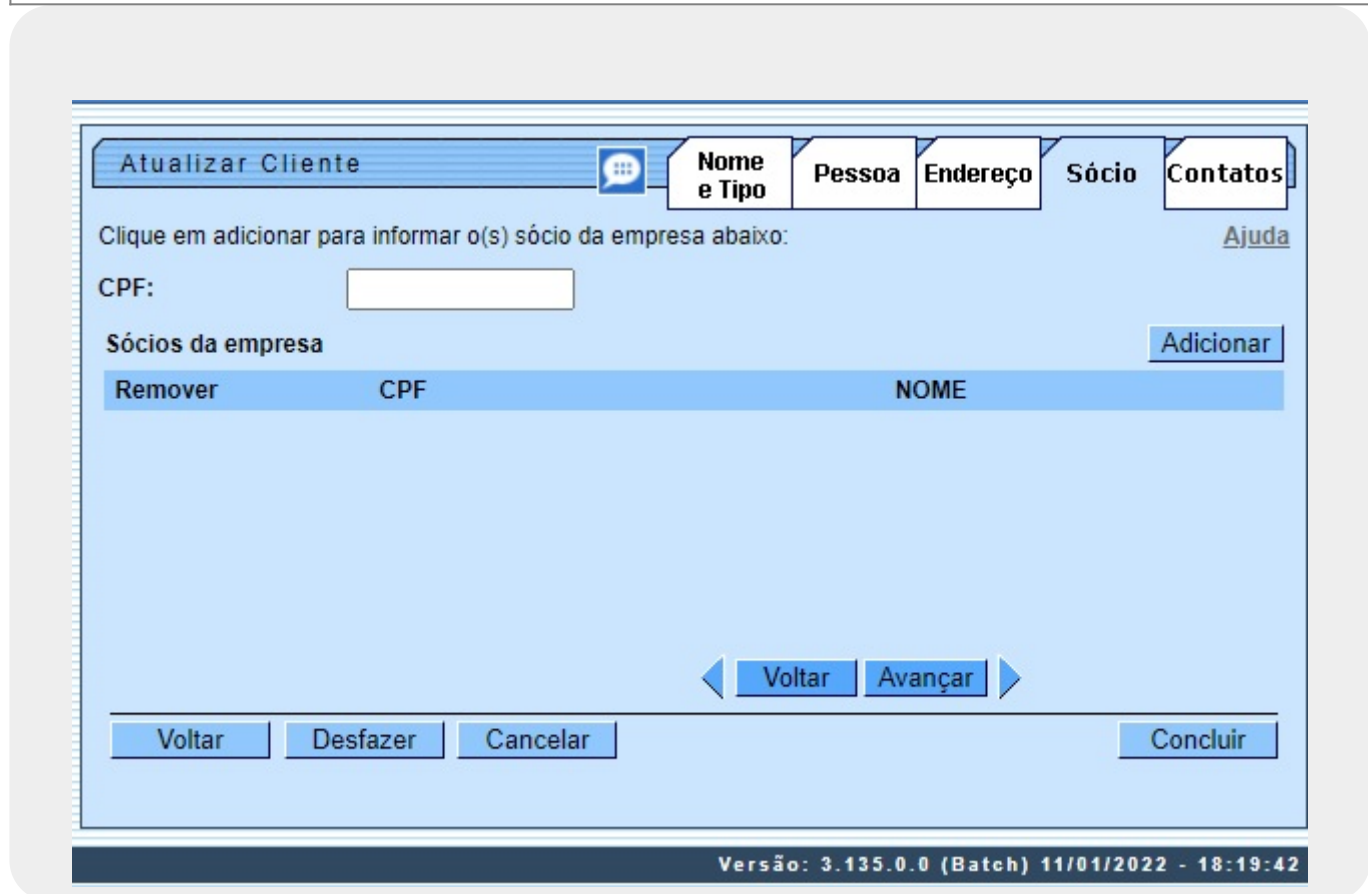 Atualizar Cliente
Nome e Tipo
Pessoa
Endereço
Sócio
Contatos
Clique em adicionar para informar o(s) sócio da empresa abaixo:
Ajuda
CPF:
Sócios da empresa
Adicionar
Remover CPF NOME
Voltar Avançar
Voltar Desfazer Cancelar Concluir
Versão: 3.135.0.0 (Batch) 11/01/2022 - 18:19:42